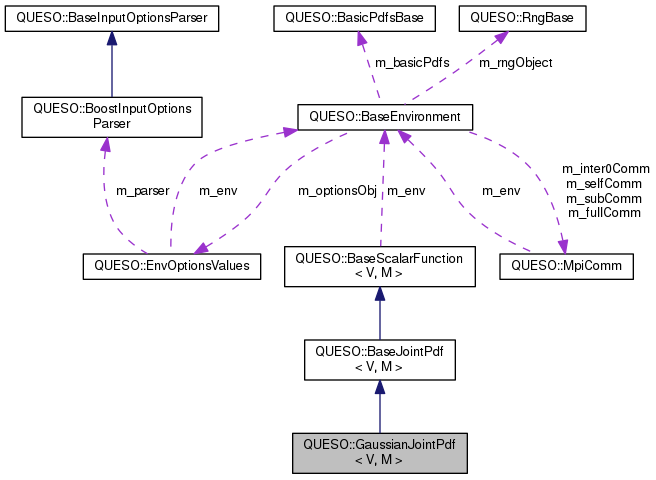 QUESO::BaseInputOptionsParser
QUESO::BasicPdfsBase
QUESO::RngBase
m_basicPdfs
m_rngObject
QUESO::BoostInputOptions
Parser
QUESO::BaseEnvironment
m_parser
m_env
m_optionsObj
m_env
m_env
m_inter0Comm
m_selfComm
m_subComm
m_fullComm
QUESO::EnvOptionsValues
QUESO::BaseScalarFunction
< V, M >
QUESO::MpiComm
QUESO::BaseJointPdf
< V, M >
QUESO::GaussianJointPdf
< V, M >